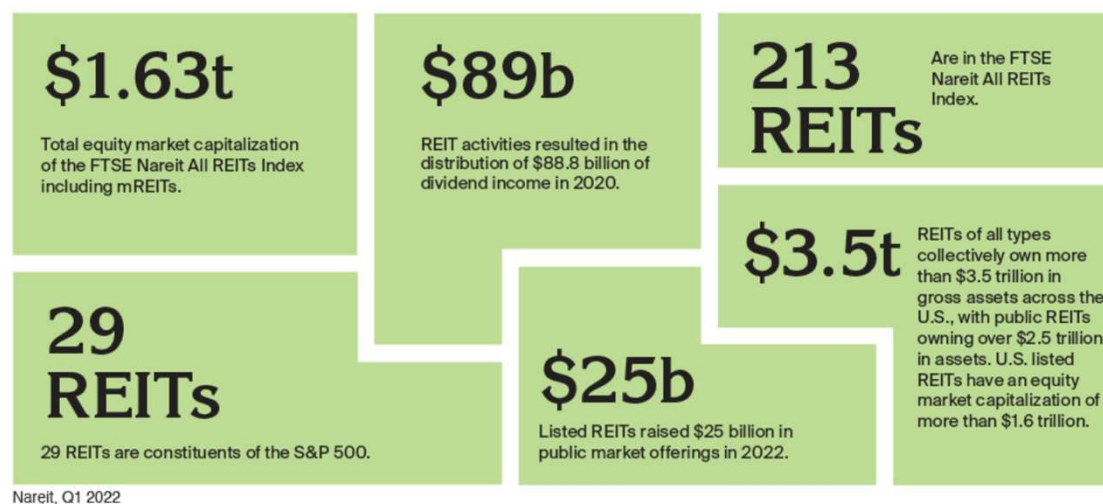 $1.63t
Total equity market capitalization
of the FTSE Nareit All REITs Index
including mREITs.
$89b
REIT activities resulted in the
distribution of $88.8 billion of
dividend income in 2020.
213
REITs
Are in the FTSE
Nareit All REITs
Index.
29
REITs
29 REITs are constituents of the S&P 500.
$25b
Listed REITs raised $25 billion in
public market offerings in 2022.
$3.5t
REITs of all types
collectively own more
than $3.5 trillion in
gross assets across the
U.S., with public REITs
owning over $2.5 trillion
in assets. U.S. listed
REITs have an equity
market capitalization of
more than $1.6 trillion.
Nareit, Q1 2022